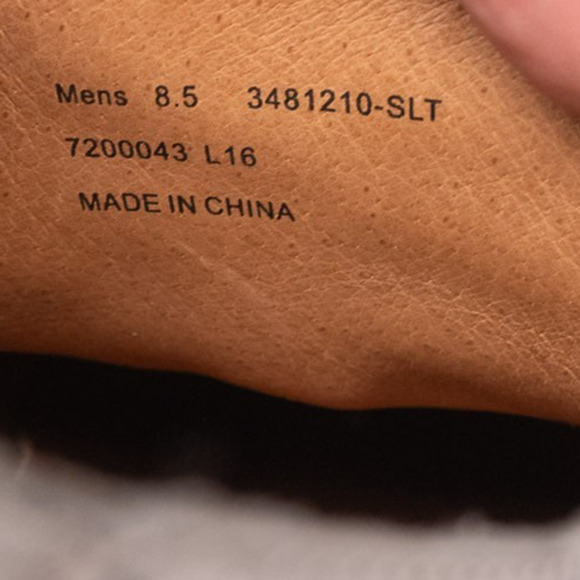 Mens 8.5 3481210-SLT
7200043 L16
MADE IN CHINA